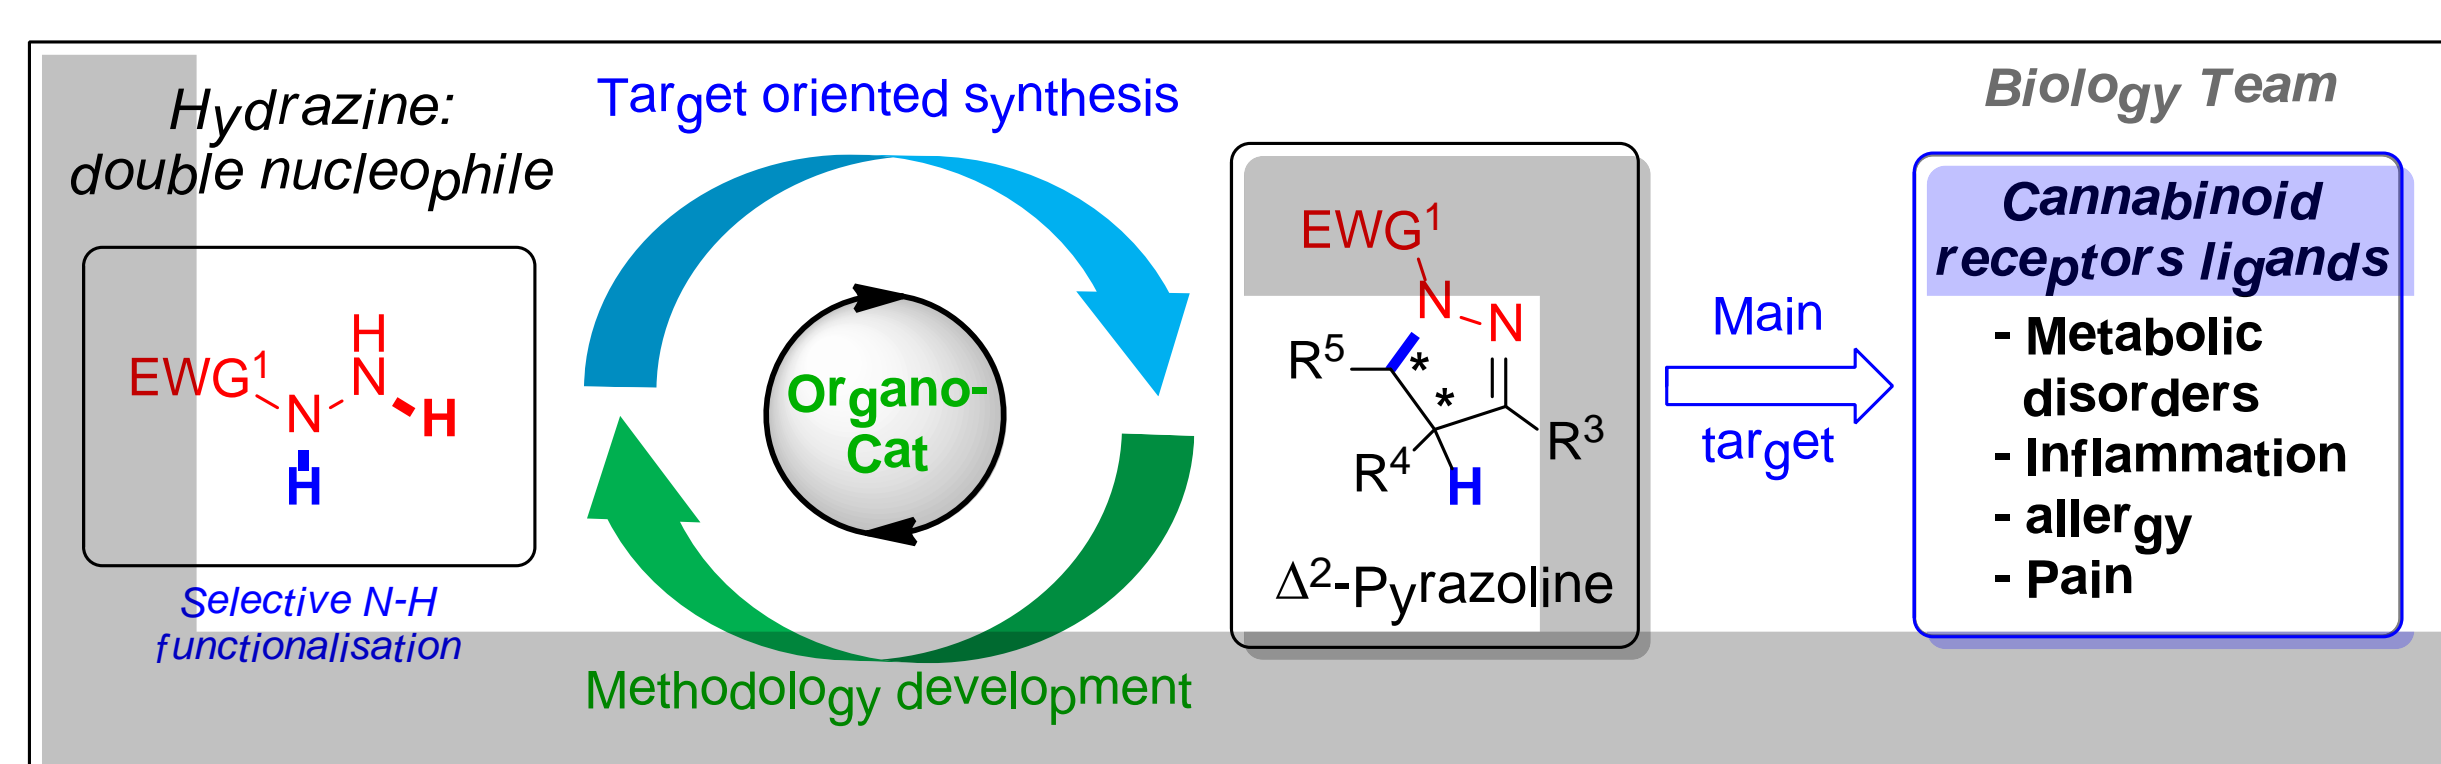 Hydrazine:
double nucleophile
EWG¹
N
H
N
H
H
Selective N-H
functionalisation
Target oriented synthesis
Organo-
Cat
Methodology development
EWG¹
N
N
R⁵
*
*
R⁴
H
R³
Δ²-Pyrazoline
Main
target
Biology Team
Cannabinoid
receptors ligands
- Metabolic
disorders
- Inflammation
- allergy
- Pain